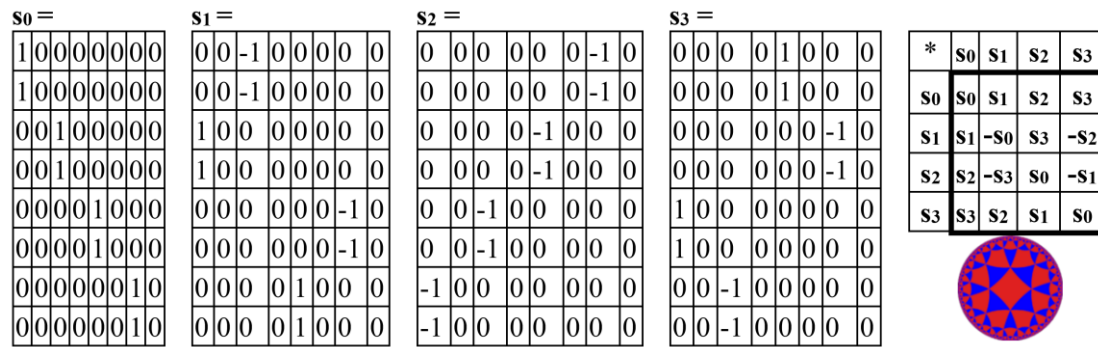 s0 =
1 0 0 0 0 0 0 0
1 0 0 0 0 0 0 0
0 0 1 0 0 0 0 0
0 0 1 0 0 0 0 0
0 0 0 0 1 0 0 0
0 0 0 0 1 0 0 0
0 0 0 0 0 0 1 0
0 0 0 0 0 0 1 0
s1 =
0 0 -1 0 0 0 0 0
0 0 -1 0 0 0 0 0
1 0 0 0 0 0 0 0
1 0 0 0 0 0 0 0
0 0 0 0 0 0 -1 0
0 0 0 0 0 0 -1 0
0 0 0 0 1 0 0 0
0 0 0 0 1 0 0 0
s2 =
0 0 0 0 0 0 -1 0
0 0 0 0 0 0 -1 0
0 0 0 0 -1 0 0 0
0 0 0 0 -1 0 0 0
0 0 -1 0 0 0 0 0
0 0 -1 0 0 0 0 0
-1 0 0 0 0 0 0 0
-1 0 0 0 0 0 0 0
s3 =
0 0 0 0 1 0 0 0
0 0 0 0 1 0 0 0
0 0 0 0 0 0 -1 0
0 0 0 0 0 0 -1 0
1 0 0 0 0 0 0 0
1 0 0 0 0 0 0 0
0 0 -1 0 0 0 0 0
0 0 -1 0 0 0 0 0
* s0 s1 s2 s3
s0 s0 s1 s2 s3
s1 s1 -s0 s3 -s2
s2 s2 -s3 s0 -s1
s3 s3 s2 s1 s0